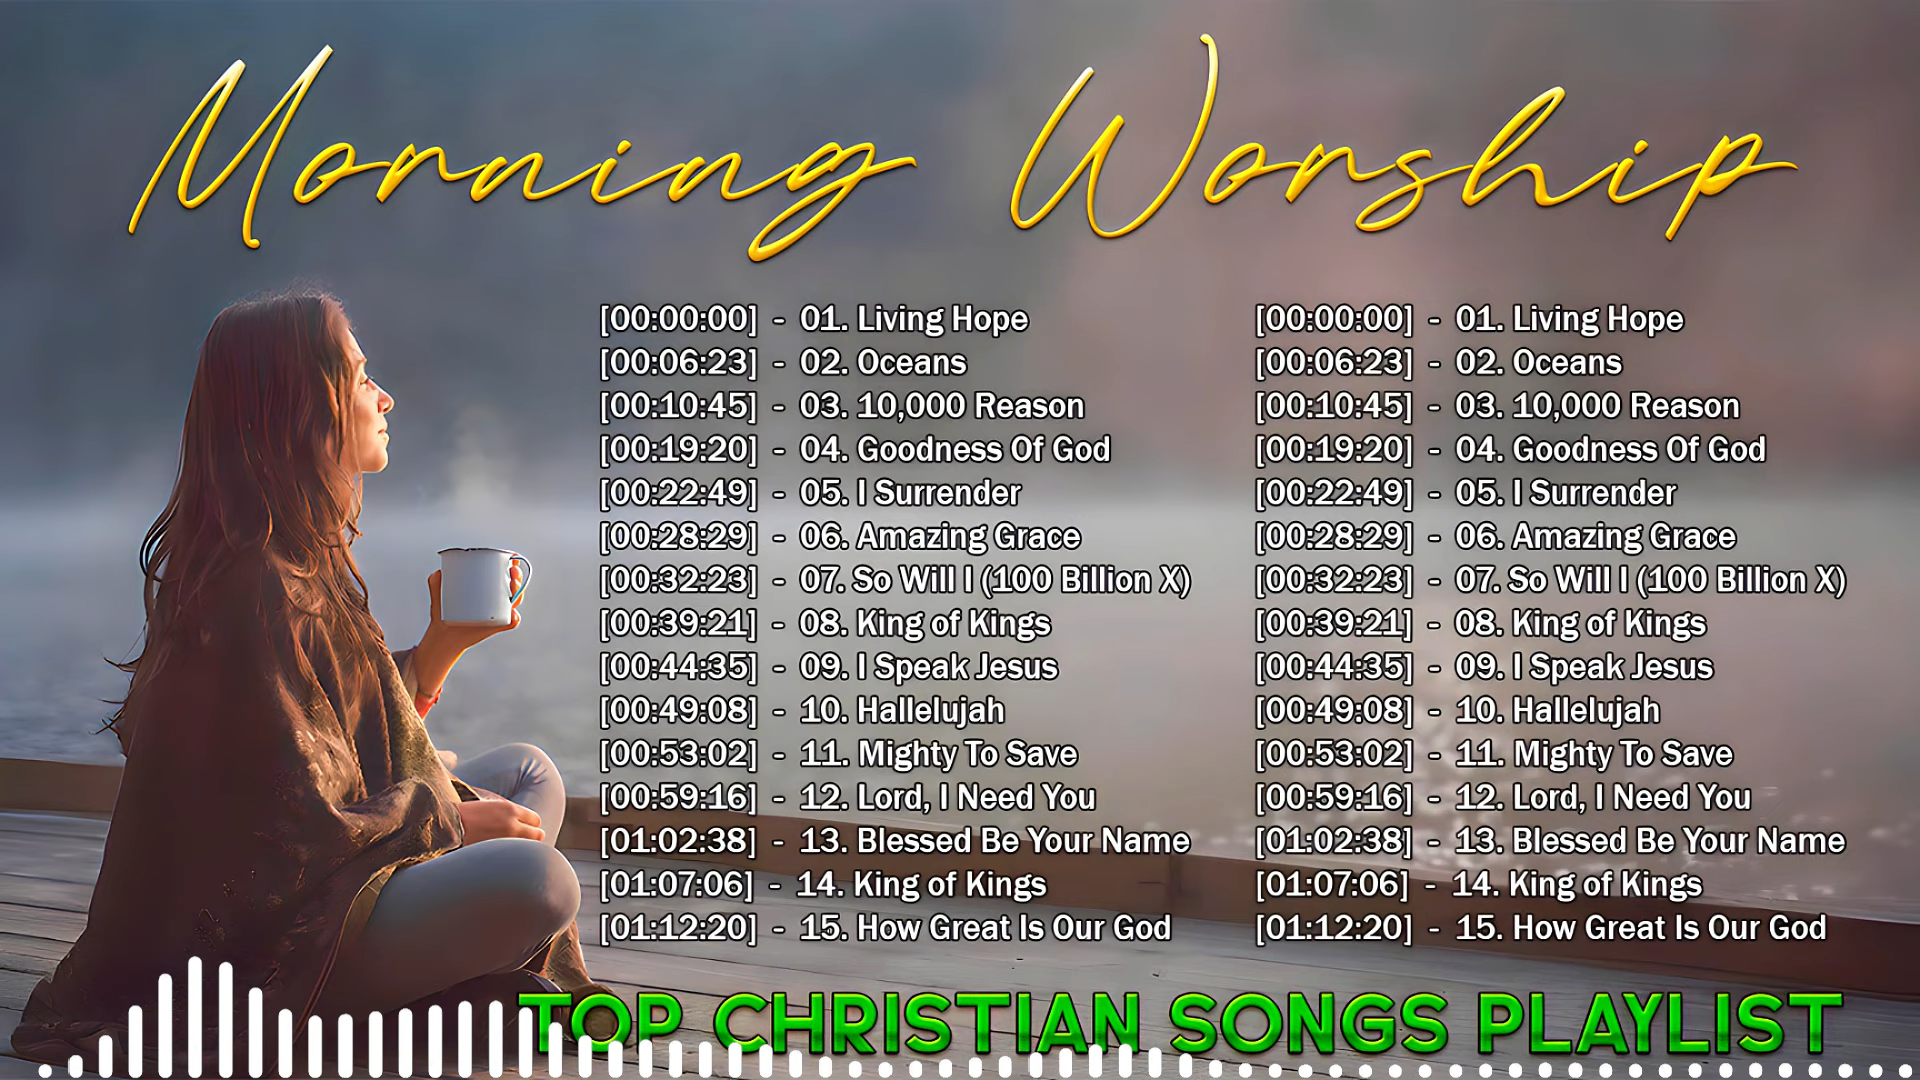 Morning Worship
[00:00:00] - 01. Living Hope
[00:06:23] - 02. Oceans
[00:10:45] - 03. 10,000 Reason
[00:19:20] - 04. Goodness Of God
[00:22:49] - 05. I Surrender
[00:28:29] - 06. Amazing Grace
[00:32:23] - 07. So Will I (100 Billion X)
[00:39:21] - 08. King of Kings
[00:44:35] - 09. I Speak Jesus
[00:49:08] - 10. Hallelujah
[00:53:02] - 11. Mighty To Save
[00:59:16] - 12. Lord, I Need You
[01:02:38] - 13. Blessed Be Your Name
[01:07:06] - 14. King of Kings
[01:12:20] - 15. How Great Is Our God
[00:00:00] - 01. Living Hope
[00:06:23] - 02. Oceans
[00:10:45] - 03. 10,000 Reason
[00:19:20] - 04. Goodness Of God
[00:22:49] - 05. I Surrender
[00:28:29] - 06. Amazing Grace
[00:32:23] - 07. So Will I (100 Billion X)
[00:39:21] - 08. King of Kings
[00:44:35] - 09. I Speak Jesus
[00:49:08] - 10. Hallelujah
[00:53:02] - 11. Mighty To Save
[00:59:16] - 12. Lord, I Need You
[01:02:38] - 13. Blessed Be Your Name
[01:07:06] - 14. King of Kings
[01:12:20] - 15. How Great Is Our God
TOP CHRISTIAN SONGS PLAYLIST